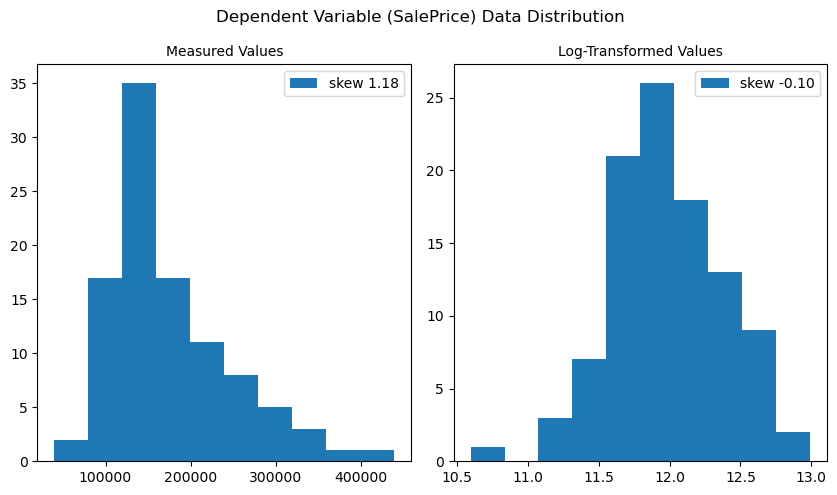 Dependent Variable (SalePrice) Data Distribution
Measured Values
skew 1.18
35
30
25
20
15
10
5
0
100000 200000 300000 400000
Log-Transformed Values
skew -0.10
25
20
15
10
5
0
10.5 11.0 11.5 12.0 12.5 13.0